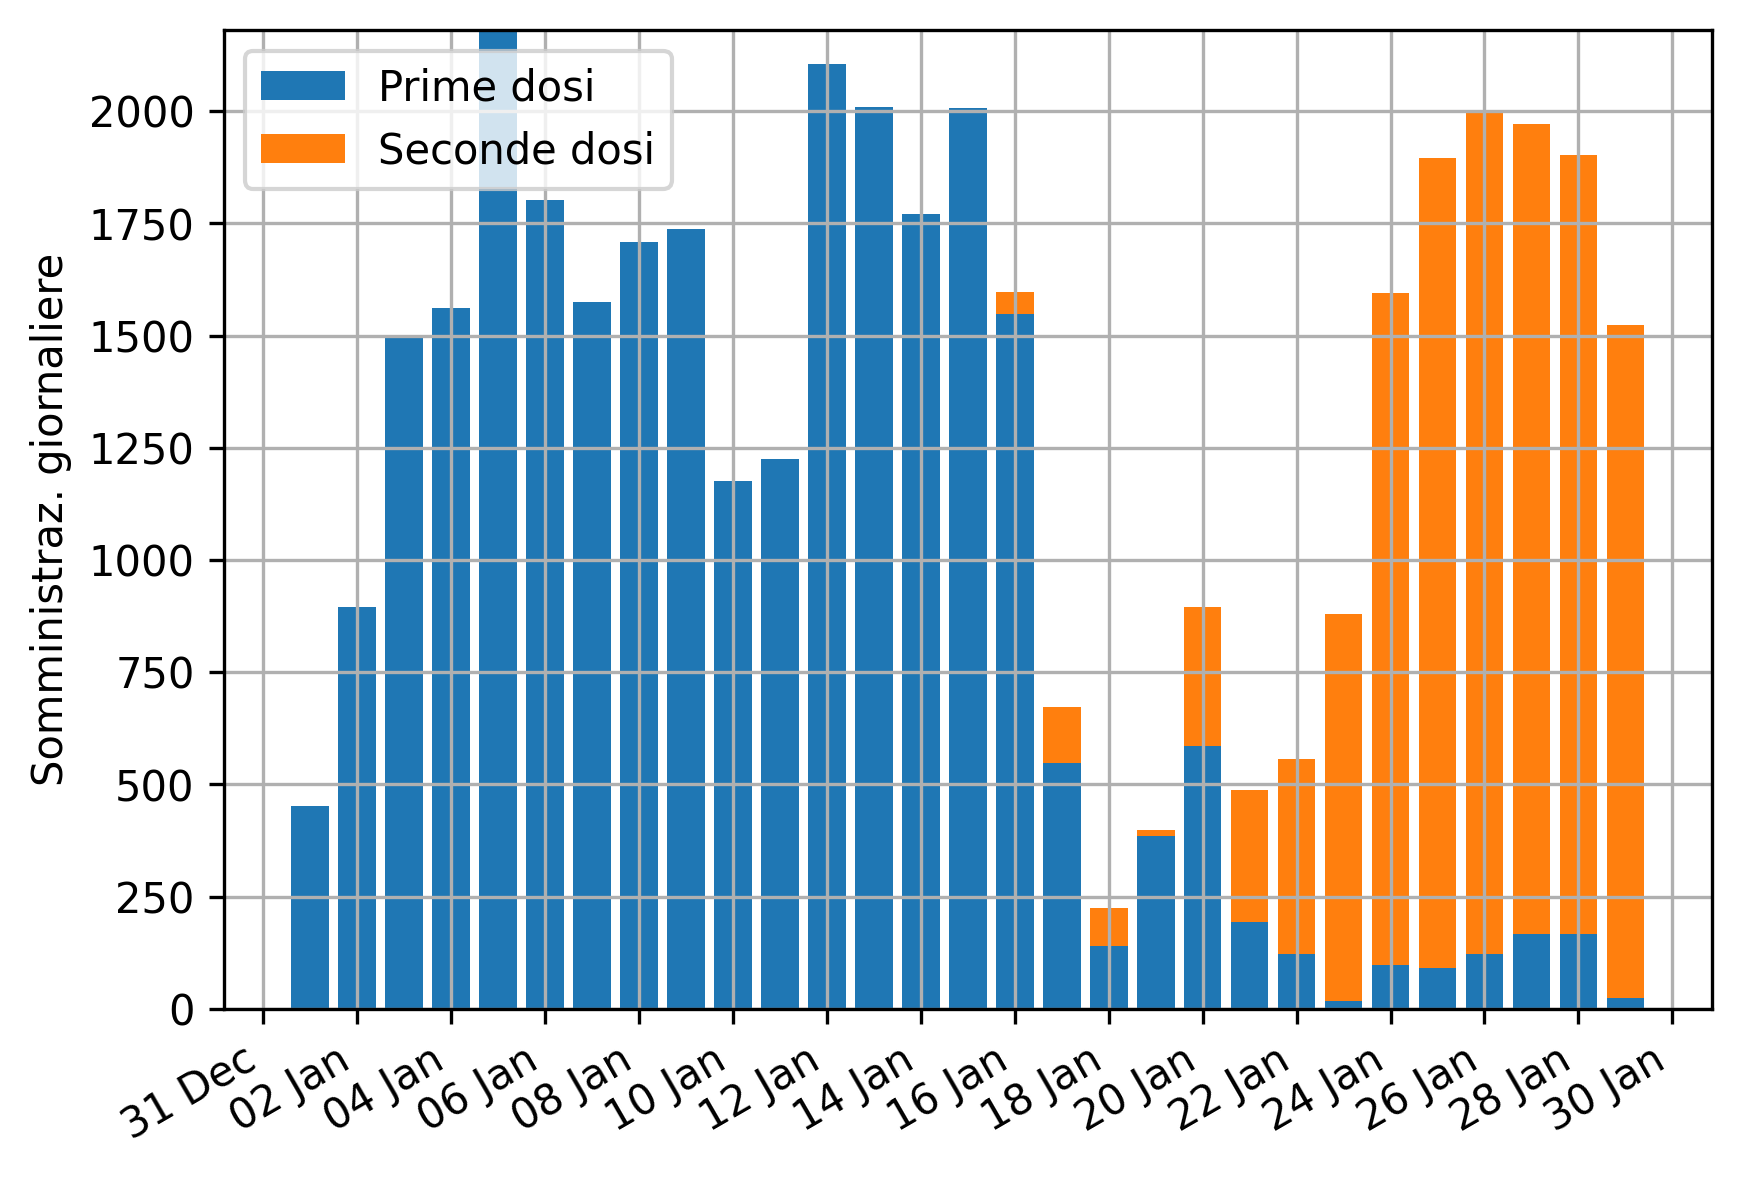 Prime dosi
Seconde dosi
Somministraz. giornaliere
2000
1750
1500
1250
1000
750
500
250
0
31 Dec
02 Jan
04 Jan
06 Jan
08 Jan
10 Jan
12 Jan
14 Jan
16 Jan
18 Jan
20 Jan
22 Jan
24 Jan
26 Jan
28 Jan
30 Jan